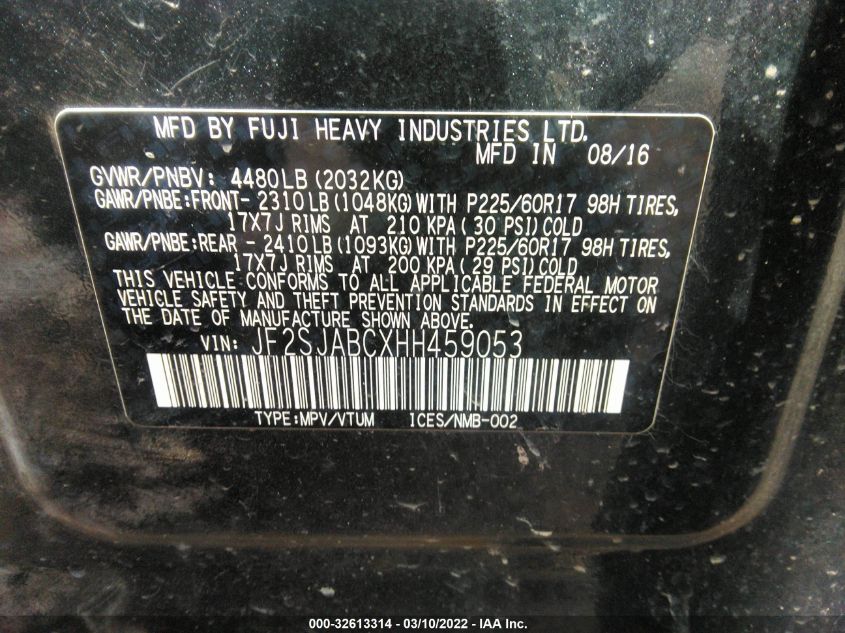 MFD BY FUJI HEAVY INDUSTRIES LTD.
MFD IN 08/16
GVWR/PNBV: 4480LB (2032KG)
GAWR/PNBE:FRONT- 2310LB (1048KG) WITH P225/60R17 98H TIRES,
17X7J RIMS AT 210 KPA ( 30 PSI) COLD
GAWR/PNBE:REAR - 2410LB (1093KG) WITH P225/60R17 98H TIRES,
17X7J RIMS AT 200 KPA ( 29 PSI) COLD
THIS VEHICLE CONFORMS TO ALL APPLICABLE FEDERAL MOTOR
VEHICLE SAFETY AND THEFT PREVENTION STANDARDS IN EFFECT ON
THE DATE OF MANUFACTURE SHOWN ABOVE.
VIN: JF2SJABCXHH459053
TYPE:MPV/VTUM ICES/NMB-002
000-32613314 - 03/10/2022 - IAA Inc.